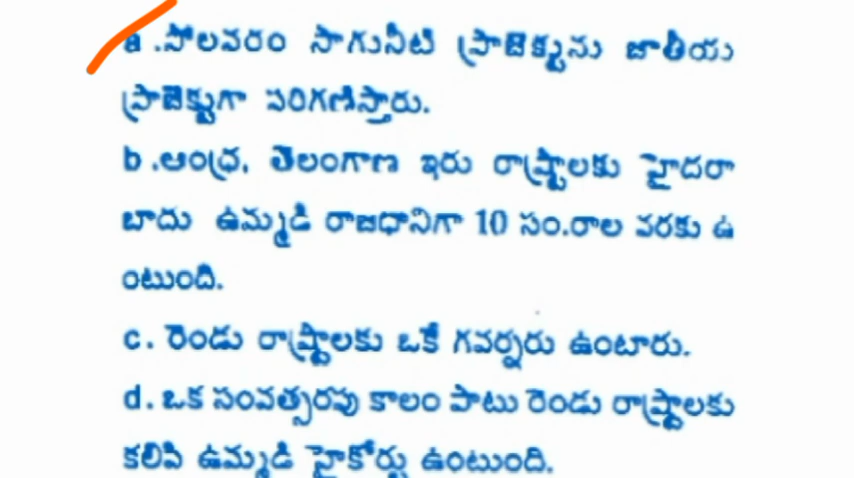 a .పోలవరం సాగునీటి ప్రాజెక్టును జాతీయ
ప్రాజెక్టుగా పరిగణిస్తారు.
b .ఆంధ్ర, తెలంగాణ ఇరు రాష్ట్రాలకు హైదరా
బాదు ఉమ్మడి రాజధానిగా 10 సం.రాల వరకు ఉ
ంటుంది.
c. రెండు రాష్ట్రాలకు ఒకే గవర్నరు ఉంటారు.
d.ఒక సంవత్సరపు కాలం పాటు రెండు రాష్ట్రాలకు
కలిపి ఉమ్మడి హైకోర్టు ఉంటుంది.